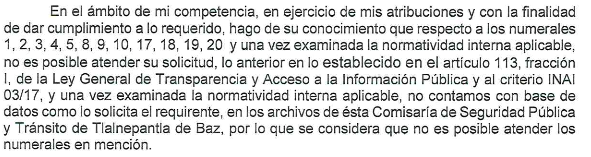 En el ámbito de mi competencia, en ejercicio de mis atribuciones y con la finalidad
de dar cumplimiento a lo requerido, hago de su conocimiento que respecto a los numerales
1, 2, 3, 4, 5, 8, 9, 10, 17, 18, 19, 20 y una vez examinada la normatividad interna aplicable,
no es posible atender su solicitud, lo anterior en lo establecido en el artículo 113, fracción
I, de la Ley General de Transparencia y Acceso a la Información Pública y al criterio INAI
03/17, y una vez examinada la normatividad interna aplicable, no contamos con base de
datos como lo solicita el requirente, en los archivos de ésta Comisaría de Seguridad Pública
y Tránsito de Tlalnepantla de Baz, por lo que se considera que no es posible atender los
numerales en mención.